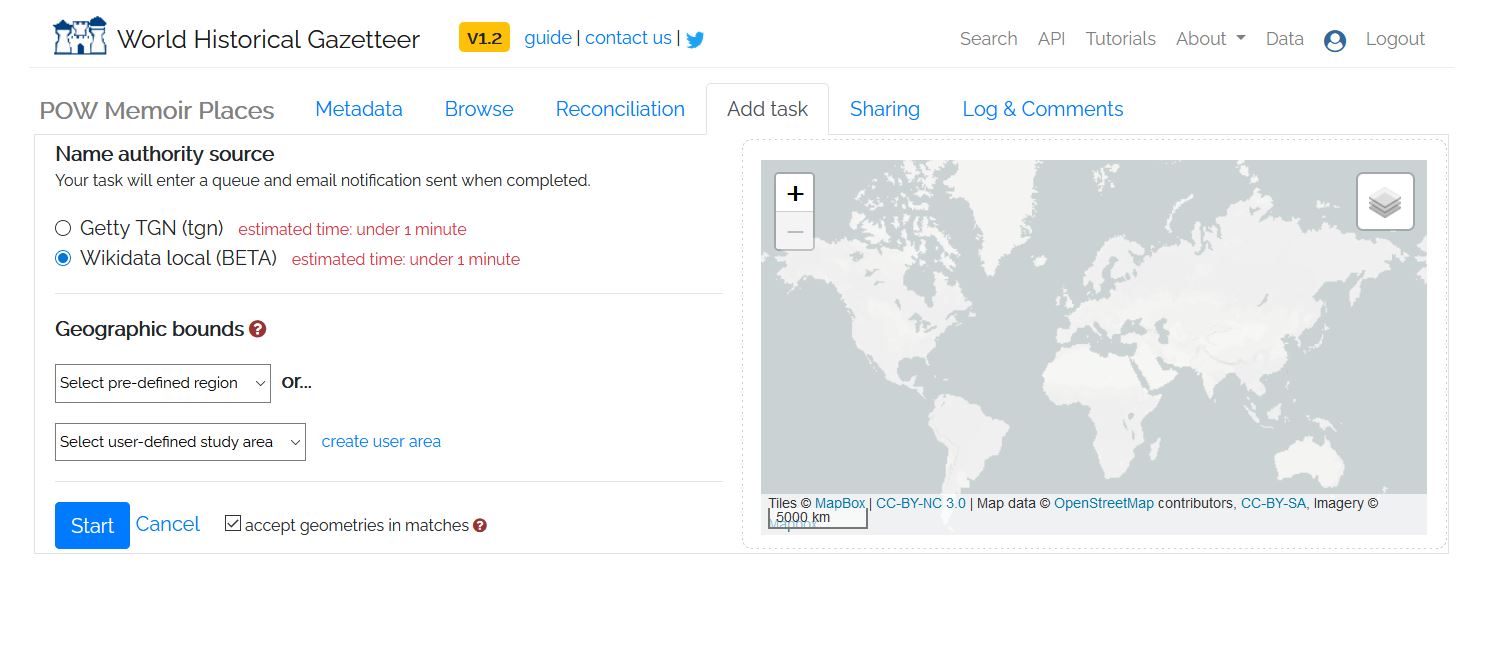 World Historical Gazetteer V1.2 guide | contact us | Search API Tutorials About Data Logout
POW Memoir Places Metadata Browse Reconciliation Add task Sharing Log & Comments
Name authority source
Your task will enter a queue and email notification sent when completed.
Getty TGN (tgn) estimated time: under 1 minute
Wikidata local (BETA) estimated time: under 1 minute
Geographic bounds ?
Select pre-defined region or...
Select user-defined study area create user area
Start Cancel accept geometries in matches ?
+
−
Tiles © MapBox | CC-BY-NC 3.0 | Map data © OpenStreetMap contributors, CC-BY-SA, Imagery ©
Mapbox
5000 km